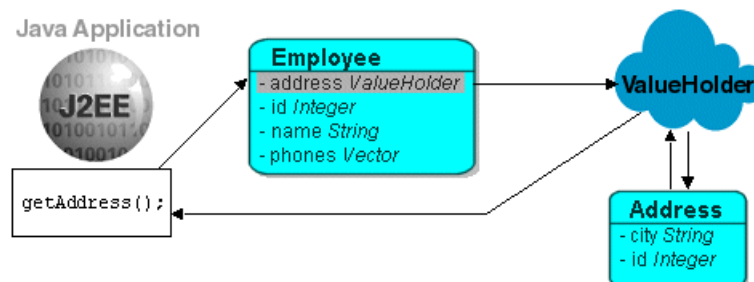 Java Application
J2EE
getAddress();
Employee
- address ValueHolder
- id Integer
- name String
- phones Vector
ValueHolder
Address
- city String
- id Integer